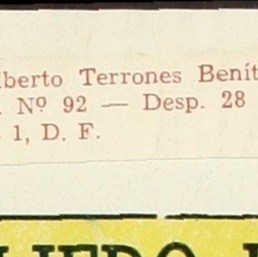 lberto Terrones Benít
. Nº 92 — Desp. 28
1, D. F.